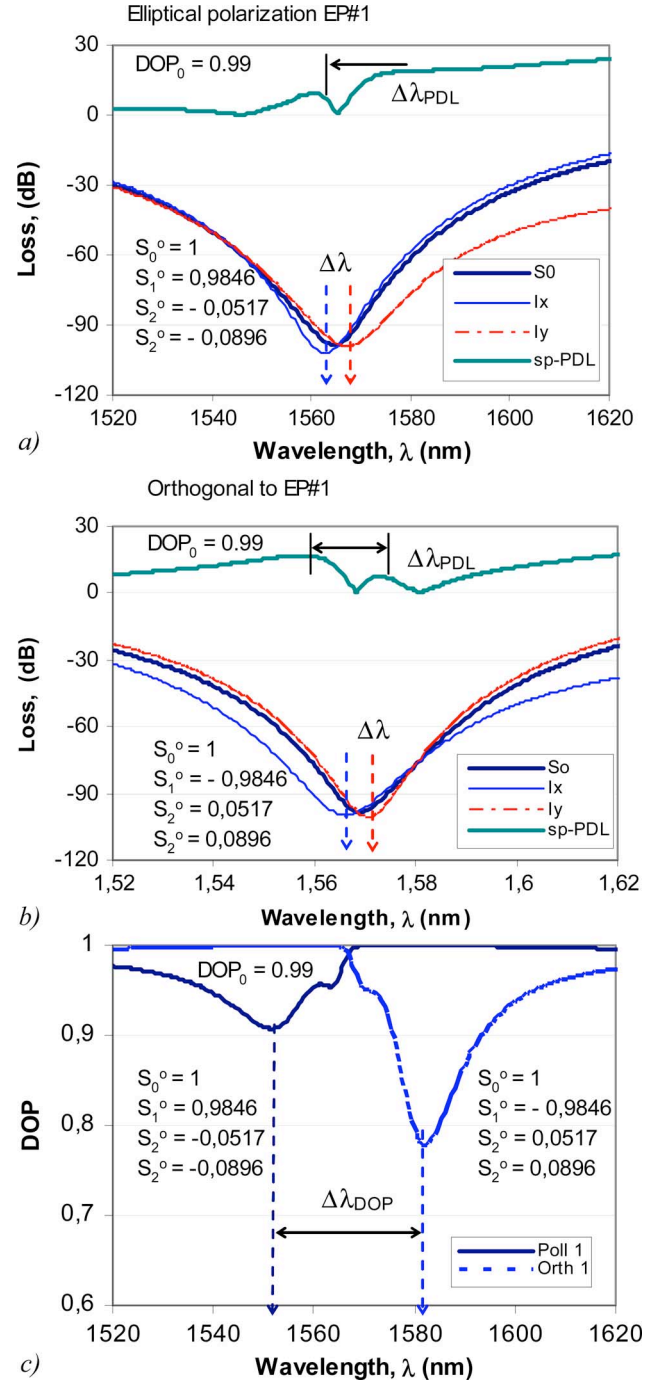 Elliptical polarization EP#1
30
0
-30
-60
-90
-120
Loss, (dB)
DOP₀ = 0.99
Δλ_PDL
S₀° = 1
S₁° = 0,9846
S₂° = - 0,0517
S₂° = - 0,0896
Δλ
S0
Ix
Iy
sp-PDL
1520 1540 1560 1580 1600 1620
Wavelength, λ (nm)
a)
Orthogonal to EP#1
30
0
-30
-60
-90
-120
Loss, (dB)
DOP₀ = 0.99
Δλ_PDL
S₀° = 1
S₁° = - 0,9846
S₂° = 0,0517
S₂° = 0,0896
Δλ
So
Ix
Iy
sp-PDL
1,52 1,54 1,56 1,58 1,6 1,62
Wavelength, λ (nm)
b)
1
0,9
0,8
0,7
0,6
DOP
DOP₀ = 0.99
S₀° = 1
S₁° = 0,9846
S₂° = -0,0517
S₂° = -0,0896
S₀° = 1
S₁° = - 0,9846
S₂° = 0,0517
S₂° = 0,0896
Δλ_DOP
Poll 1
Orth 1
1520 1540 1560 1580 1600 1620
Wavelength, λ (nm)
c)